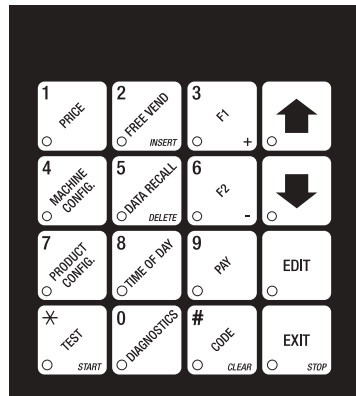 1
PRICE
2
FREE VEND
INSERT
3
F1
+
4
MACHINE
CONFIG.
5
DATA RECALL
DELETE
6
F2
-
7
PRODUCT
CONFIG.
8
TIME OF DAY
9
PAY
EDIT
*
TEST
START
0
DIAGNOSTICS
#
CODE
CLEAR
EXIT
STOP